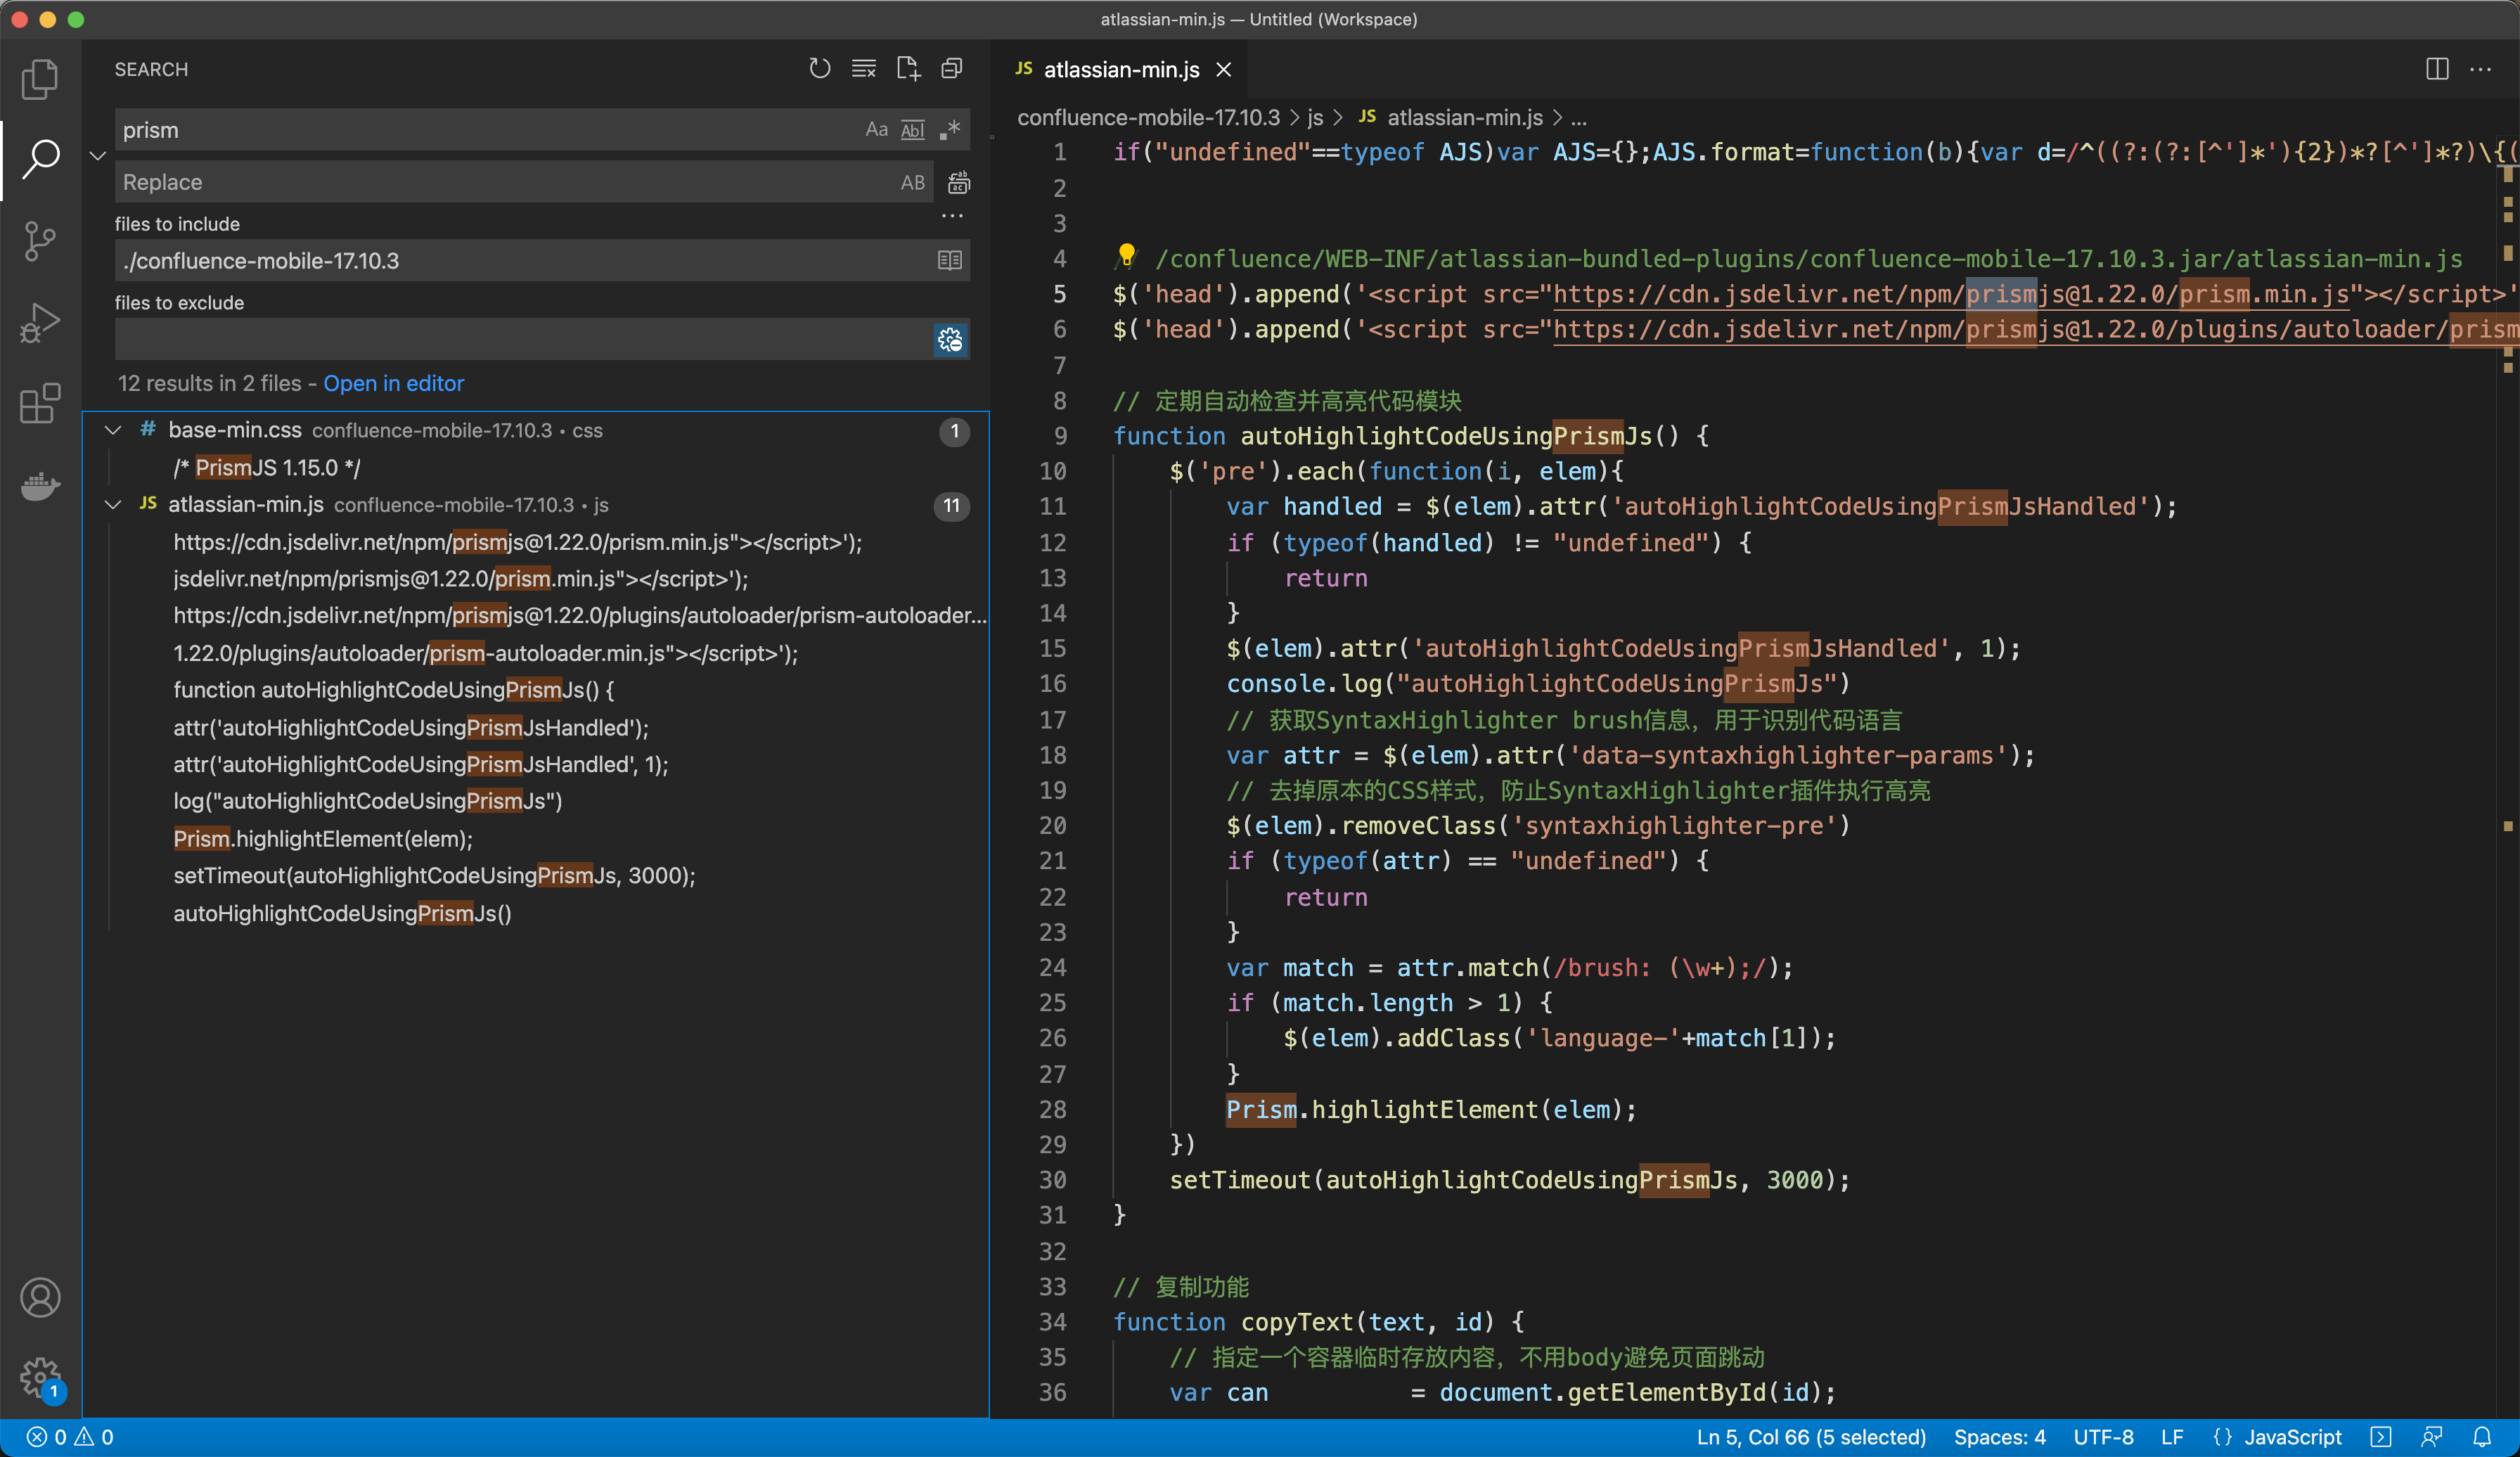 atlassian-min.js — Untitled (Workspace)
SEARCH
prism
Aa Abl .*
Replace
AB
files to include
./confluence-mobile-17.10.3
files to exclude
12 results in 2 files - Open in editor
# base-min.css confluence-mobile-17.10.3 • css 1
/* PrismJS 1.15.0 */
JS atlassian-min.js confluence-mobile-17.10.3 • js 11
https://cdn.jsdelivr.net/npm/prismjs@1.22.0/prism.min.js"></script>');
jsdelivr.net/npm/prismjs@1.22.0/prism.min.js"></script>');
https://cdn.jsdelivr.net/npm/prismjs@1.22.0/plugins/autoloader/prism-autoloader...
1.22.0/plugins/autoloader/prism-autoloader.min.js"></script>');
function autoHighlightCodeUsingPrismJs() {
attr('autoHighlightCodeUsingPrismJsHandled');
attr('autoHighlightCodeUsingPrismJsHandled', 1);
log("autoHighlightCodeUsingPrismJs")
Prism.highlightElement(elem);
setTimeout(autoHighlightCodeUsingPrismJs, 3000);
autoHighlightCodeUsingPrismJs()
1
JS atlassian-min.js
confluence-mobile-17.10.3 > js > JS atlassian-min.js > ...
1 if("undefined"==typeof AJS)var AJS={};AJS.format=function(b){var d=/^((?:(?:[^']*'){2})*?[^']*?)\{(
2
3
4 // /confluence/WEB-INF/atlassian-bundled-plugins/confluence-mobile-17.10.3.jar/atlassian-min.js
5 $('head').append('<script src="https://cdn.jsdelivr.net/npm/prismjs@1.22.0/prism.min.js"></script>'
6 $('head').append('<script src="https://cdn.jsdelivr.net/npm/prismjs@1.22.0/plugins/autoloader/prism
7
8 // 定期自动检查并高亮代码模块
9 function autoHighlightCodeUsingPrismJs() {
10 $('pre').each(function(i, elem){
11 var handled = $(elem).attr('autoHighlightCodeUsingPrismJsHandled');
12 if (typeof(handled) != "undefined") {
13 return
14 }
15 $(elem).attr('autoHighlightCodeUsingPrismJsHandled', 1);
16 console.log("autoHighlightCodeUsingPrismJs")
17 // 获取SyntaxHighlighter brush信息，用于识别代码语言
18 var attr = $(elem).attr('data-syntaxhighlighter-params');
19 // 去掉原本的CSS样式，防止SyntaxHighlighter插件执行高亮
20 $(elem).removeClass('syntaxhighlighter-pre')
21 if (typeof(attr) == "undefined") {
22 return
23 }
24 var match = attr.match(/brush: (\w+);/);
25 if (match.length > 1) {
26 $(elem).addClass('language-'+match[1]);
27 }
28 Prism.highlightElement(elem);
29 })
30 setTimeout(autoHighlightCodeUsingPrismJs, 3000);
31 }
32
33 // 复制功能
34 function copyText(text, id) {
35 // 指定一个容器临时存放内容，不用body避免页面跳动
36 var can = document.getElementById(id);
0 0
Ln 5, Col 66 (5 selected) Spaces: 4 UTF-8 LF {} JavaScript